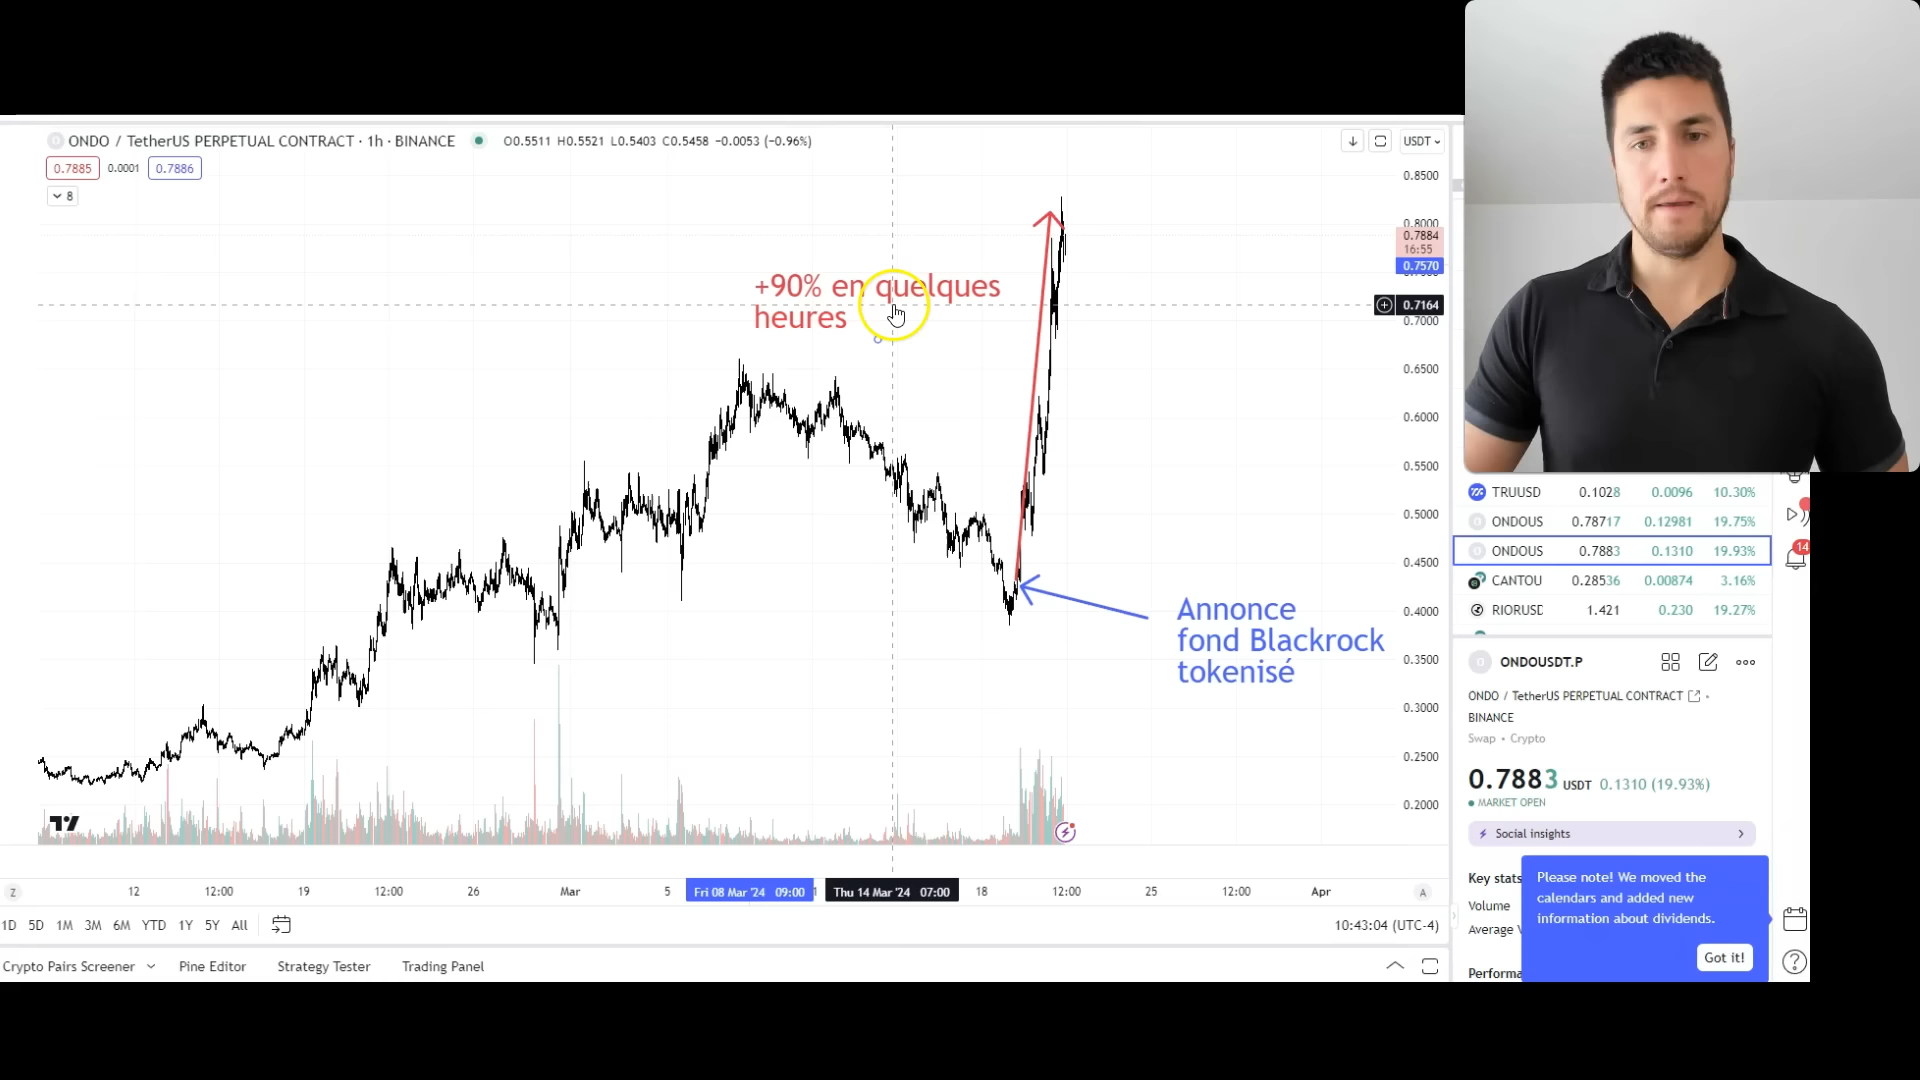 ONDO / TetherUS PERPETUAL CONTRACT · 1h · BINANCE
O0.5511 H0.5521 L0.5403 C0.5458 −0.0053 (−0.96%)
USDT
0.7885 0.0001 0.7886
8
0.8500
0.8000
0.7884
16:55
0.7570
0.7164
0.7000
0.6500
0.6000
0.5500
0.5000
0.4500
0.4000
0.3500
0.3000
0.2500
0.2000
+90% en quelques
heures
Annonce
fond Blackrock
tokenisé
Z 12 12:00 19 12:00 26 Mar 5 Fri 08 Mar '24 09:00 Thu 14 Mar '24 07:00 18 12:00 25 12:00 Apr A
1D 5D 1M 3M 6M YTD 1Y 5Y All
10:43:04 (UTC-4)
Crypto Pairs Screener Pine Editor Strategy Tester Trading Panel
TRUUSD 0.1028 0.0096 10.30%
ONDOUS 0.78717 0.12981 19.75%
ONDOUS 0.7883 0.1310 19.93%
CANTOU 0.28536 0.00874 3.16%
RIORUSD 1.421 0.230 19.27%
14
ONDOUSDT.P
ONDO / TetherUS PERPETUAL CONTRACT •
BINANCE
Swap • Crypto
0.7883 USDT 0.1310 (19.93%)
MARKET OPEN
Social insights
Key stats
Volume
Average
Performa
Please note! We moved the
calendars and added new
information about dividends.
Got it!